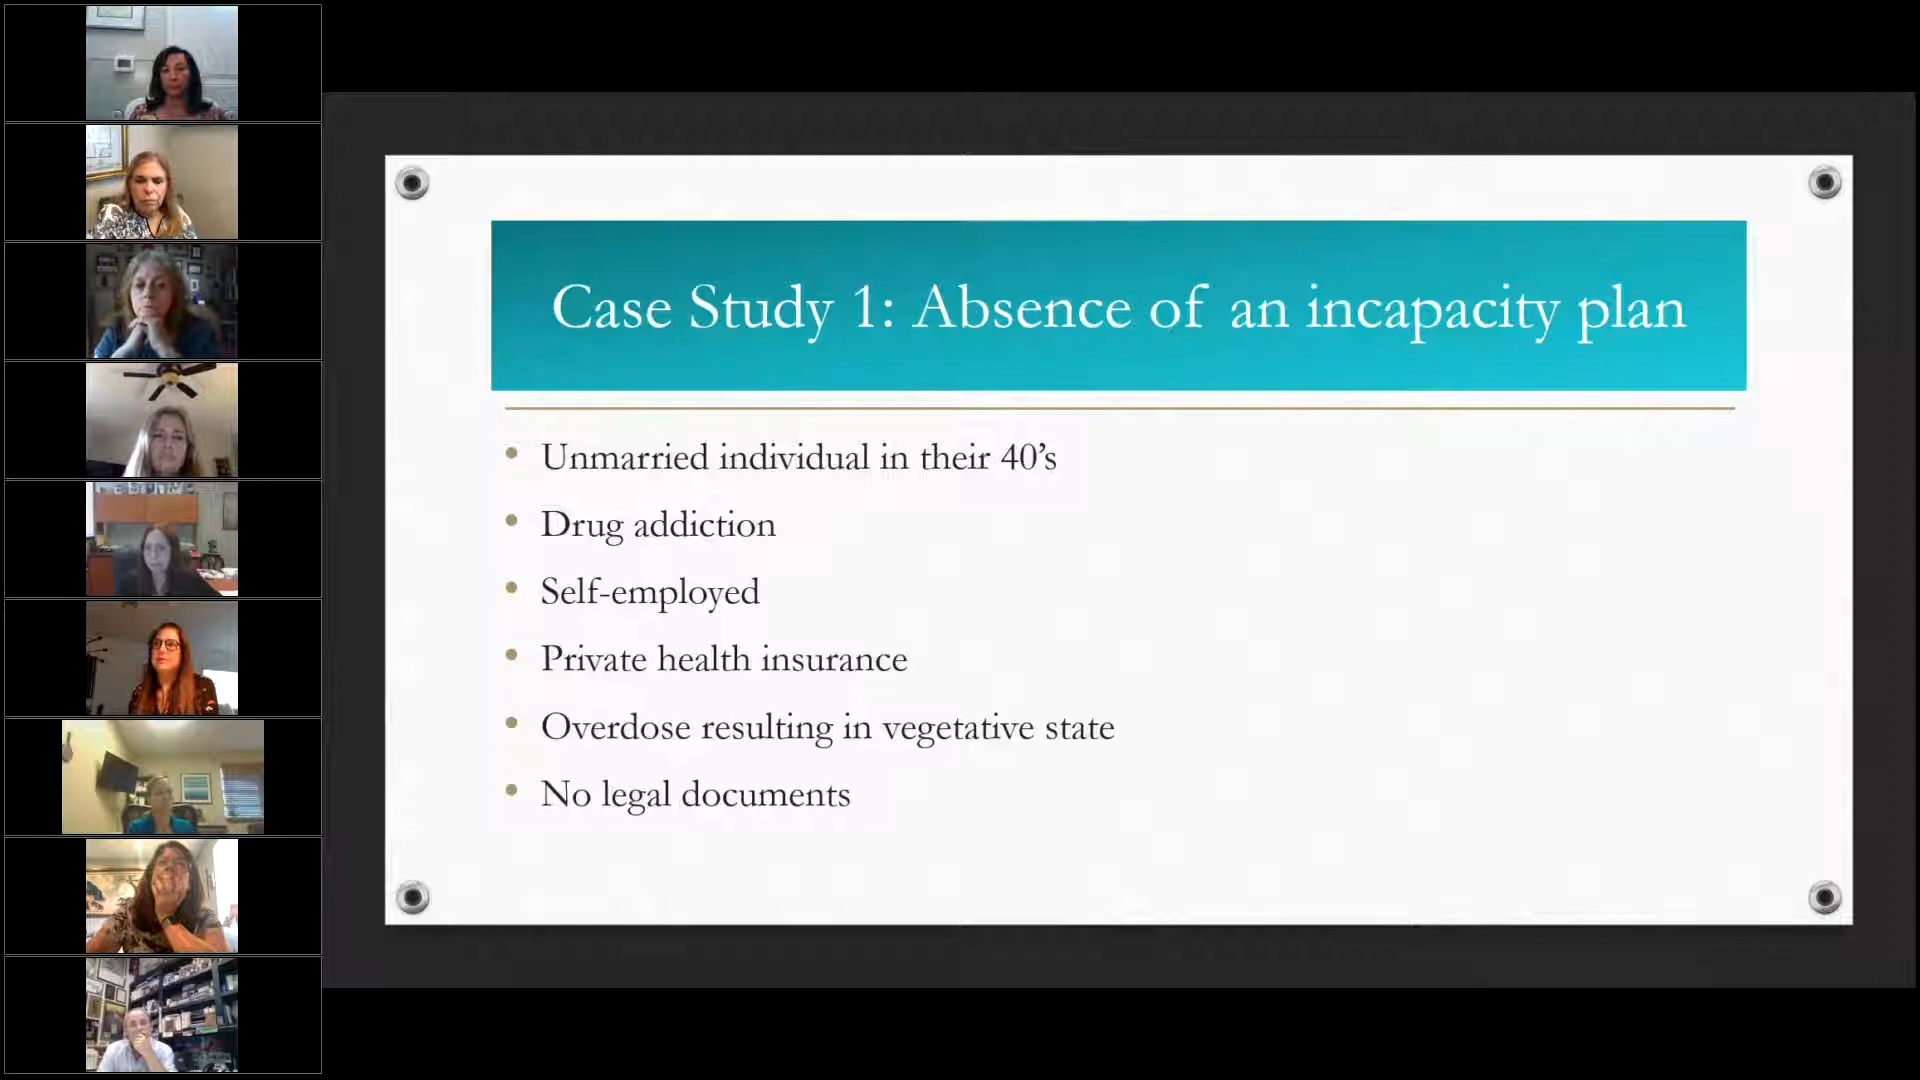 Case Study 1: Absence of an incapacity plan
Unmarried individual in their 40’s
Drug addiction
Self-employed
Private health insurance
Overdose resulting in vegetative state
No legal documents